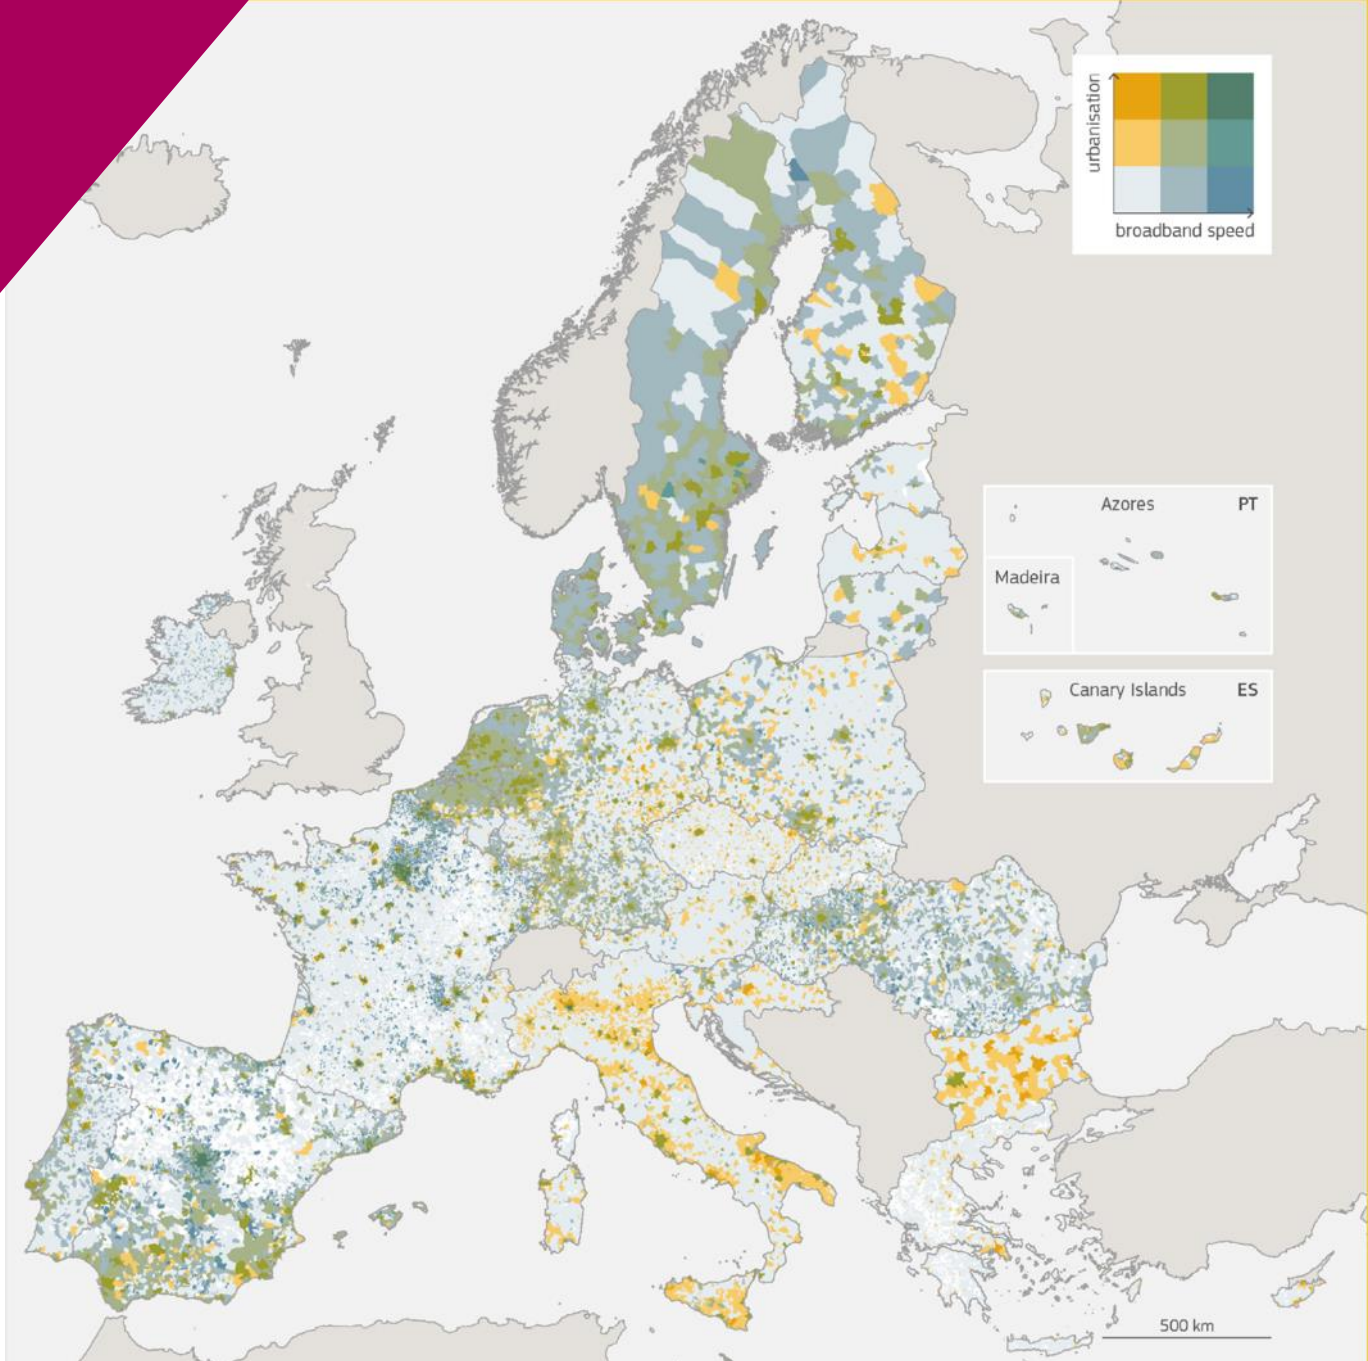 urbanisation
broadband speed
Azores
PT
Madeira
Canary Islands
ES
500 km